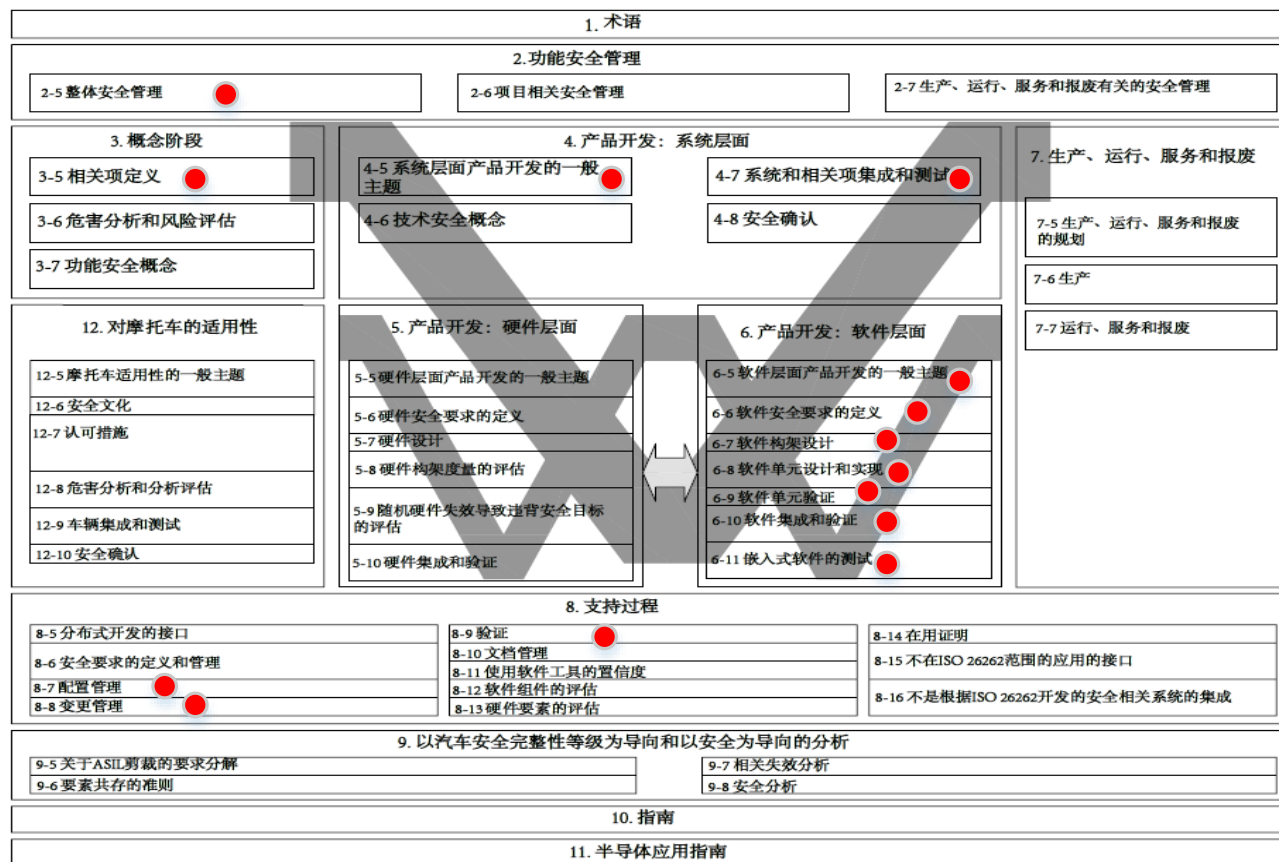 1. 术语
2.功能安全管理
2-5 整体安全管理
2-6 项目相关安全管理
2-7 生产、运行、服务和报废有关的安全管理
3. 概念阶段
3-5 相关项定义
3-6 危害分析和风险评估
3-7 功能安全概念
4. 产品开发：系统层面
4-5 系统层面产品开发的一般
主题
4-6 技术安全概念
4-7 系统和相关项集成和测试
4-8 安全确认
7. 生产、运行、服务和报废
7-5 生产、运行、服务和报废
的规划
7-6 生产
7-7 运行、服务和报废
12. 对摩托车的适用性
12-5 摩托车适用性的一般主题
12-6 安全文化
12-7 认可措施
12-8 危害分析和分析评估
12-9 车辆集成和测试
12-10 安全确认
5. 产品开发：硬件层面
5-5 硬件层面产品开发的一般主题
5-6 硬件安全要求的定义
5-7 硬件设计
5-8 硬件构架度量的评估
5-9 随机硬件失效导致违背安全目标
的评估
5-10 硬件集成和验证
6. 产品开发：软件层面
6-5 软件层面产品开发的一般主题
6-6 软件安全要求的定义
6-7 软件构架设计
6-8 软件单元设计和实现
6-9 软件单元验证
6-10 软件集成和验证
6-11 嵌入式软件的测试
8. 支持过程
8-5 分布式开发的接口
8-6 安全要求的定义和管理
8-7 配置管理
8-8 变更管理
8-9 验证
8-10 文档管理
8-11 使用软件工具的置信度
8-12 软件组件的评估
8-13 硬件要素的评估
8-14 在用证明
8-15 不在ISO 26262范围的应用的接口
8-16 不是根据ISO 26262开发的安全相关系统的集成
9. 以汽车安全完整性等级为导向和以安全为导向的分析
9-5 关于ASIL剪裁的要求分解
9-6 要素共存的准则
9-7 相关失效分析
9-8 安全分析
10. 指南
11. 半导体应用指南